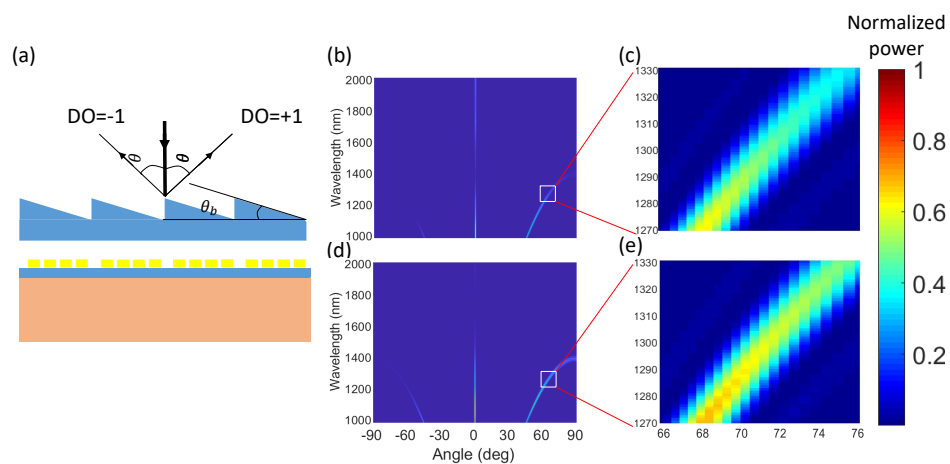 (a)
DO=-1
DO=+1
θ
θ
θb
(b)
2000
1800
1600
1400
1200
1000
Wavelength (nm)
(c)
1330
1320
1310
1300
1290
1280
1270
(d)
2000
1800
1600
1400
1200
1000
Wavelength (nm)
-90
-60
-30
0
30
60
90
Angle (deg)
(e)
1330
1320
1310
1300
1290
1280
1270
66
68
70
72
74
76
Normalized
power
1
0.8
0.6
0.4
0.2